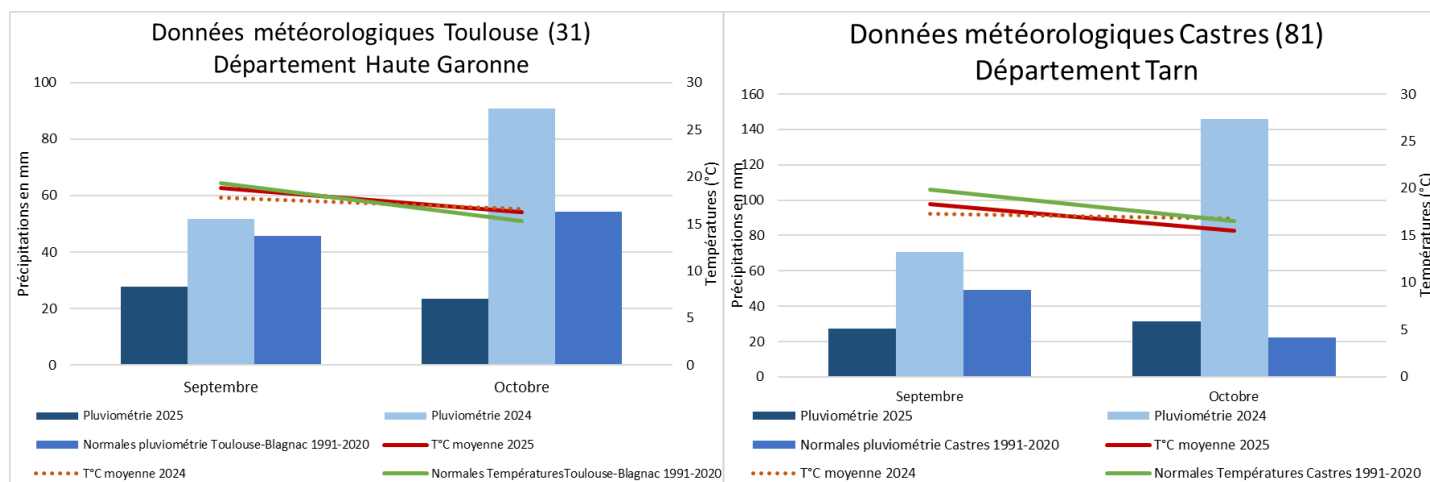 Données météorologiques Toulouse (31)
Département Haute Garonne
Précipitations en mm
100
80
60
40
20
0
Températures (°C)
30
25
20
15
10
5
0
Septembre
Octobre
Pluviométrie 2025
Pluviométrie 2024
Normales pluviométrie Toulouse-Blagnac 1991-2020
T°C moyenne 2025
T°C moyenne 2024
Normales TempératuresToulouse-Blagnac 1991-2020
Données météorologiques Castres (81)
Département Tarn
Précipitations en mm
160
140
120
100
80
60
40
20
0
Températures (°C)
30
25
20
15
10
5
0
Septembre
Octobre
Pluviométrie 2025
Pluviométrie 2024
Normales pluviométrie Castres 1991-2020
T°C moyenne 2025
T°C moyenne 2024
Normales Températures Castres 1991-2020